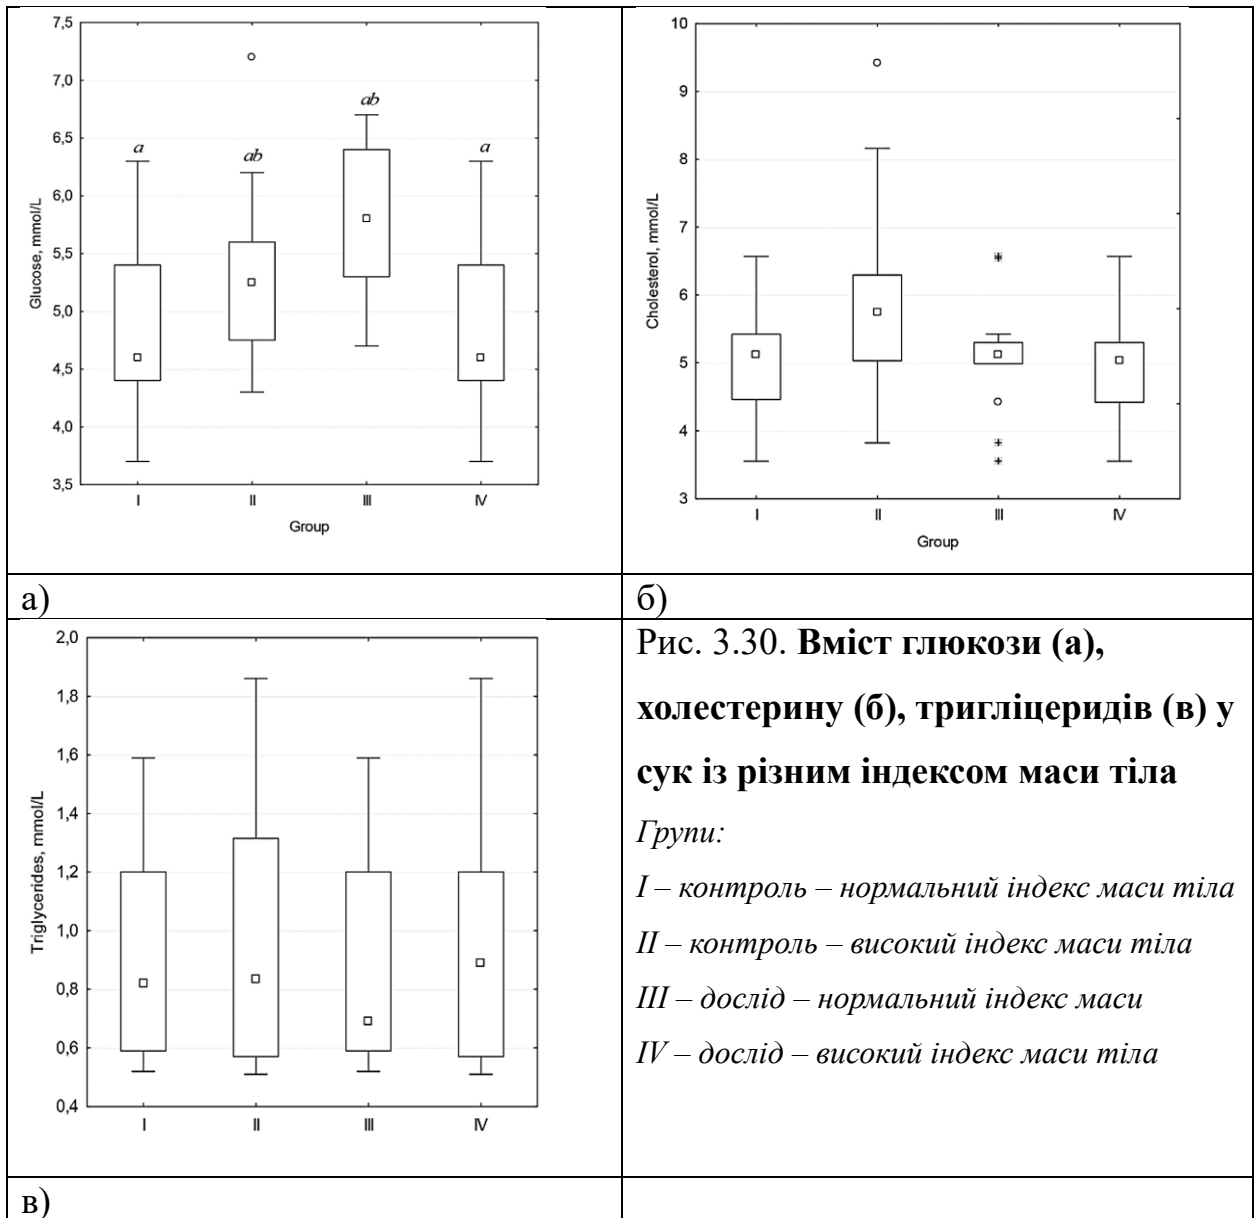 7,5
7,0
6,5
6,0
5,5
5,0
4,5
4,0
3,5
Glucose, mmol/L
a
ab
ab
a
I
II
III
IV
Group
10
9
8
7
6
5
4
3
Cholesterol, mmol/L
I
II
III
IV
Group
а)
б)
2,0
1,8
1,6
1,4
1,2
1,0
0,8
0,6
0,4
Triglycerides, mmol/L
I
II
III
IV
Рис. 3.30. Вміст глюкози (а),
холестерину (б), тригліцеридів (в) у
сук із різним індексом маси тіла
Групи:
I – контроль – нормальний індекс маси тіла
II – контроль – високий індекс маси тіла
III – дослід – нормальний індекс маси
IV – дослід – високий індекс маси тіла
в)